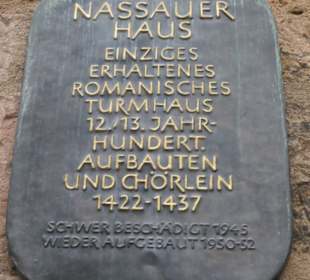 NASSAUER
HAUS
EINZIGES
ERHALTENES
ROMANISCHES
TURMHAUS
12./13. JAHR-
HUNDERT.
AUFBAUTEN
UND CHÖRLEIN
1422-1437
SCHWER BESCHÄDIGT 1945
WIEDER AUFGEBAUT 1950-52